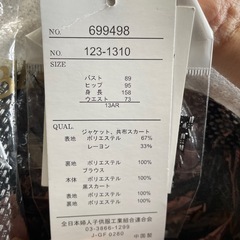 NO. 699498
NO. 123-1310
SIZE
バスト 89
ヒップ 95
身長 158
ウエスト 73
13AR
QUAL
ジャケット、共布スカート
表地 ポリエステル 67%
レーヨン 33%
裏地 ポリエステル 100%
ブラウス
本体 ポリエステル 100%
黒スカート
表地 ポリエステル 100%
裏地 ポリエステル 100%
全日本婦人子供服工業組合連合会
03-3666-1299
J-GF 0280 中国製